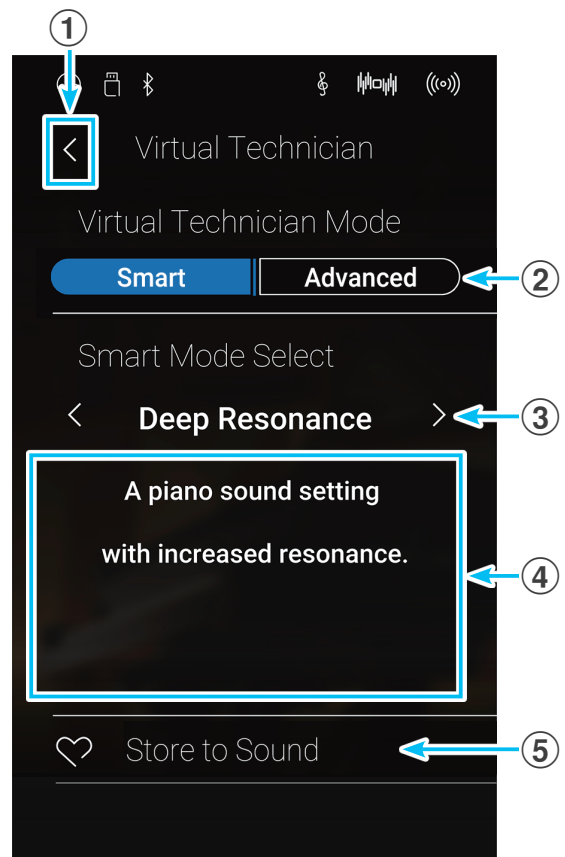 1
Virtual Technician
Virtual Technician Mode
Smart Advanced
2
Smart Mode Select
Deep Resonance
3
A piano sound setting
with increased resonance.
4
Store to Sound
5